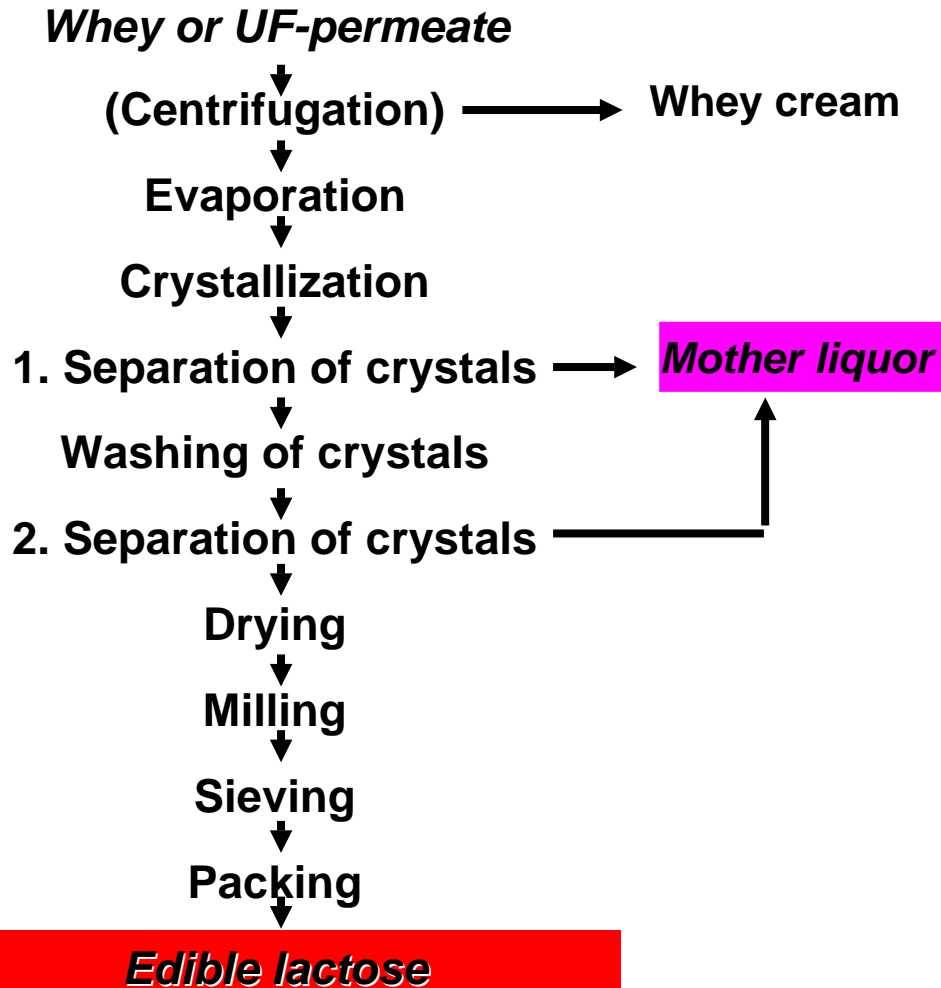 Whey or UF-permeate
(Centrifugation)
Whey cream
Evaporation
Crystallization
1. Separation of crystals
Mother liquor
Washing of crystals
2. Separation of crystals
Drying
Milling
Sieving
Packing
Edible lactose